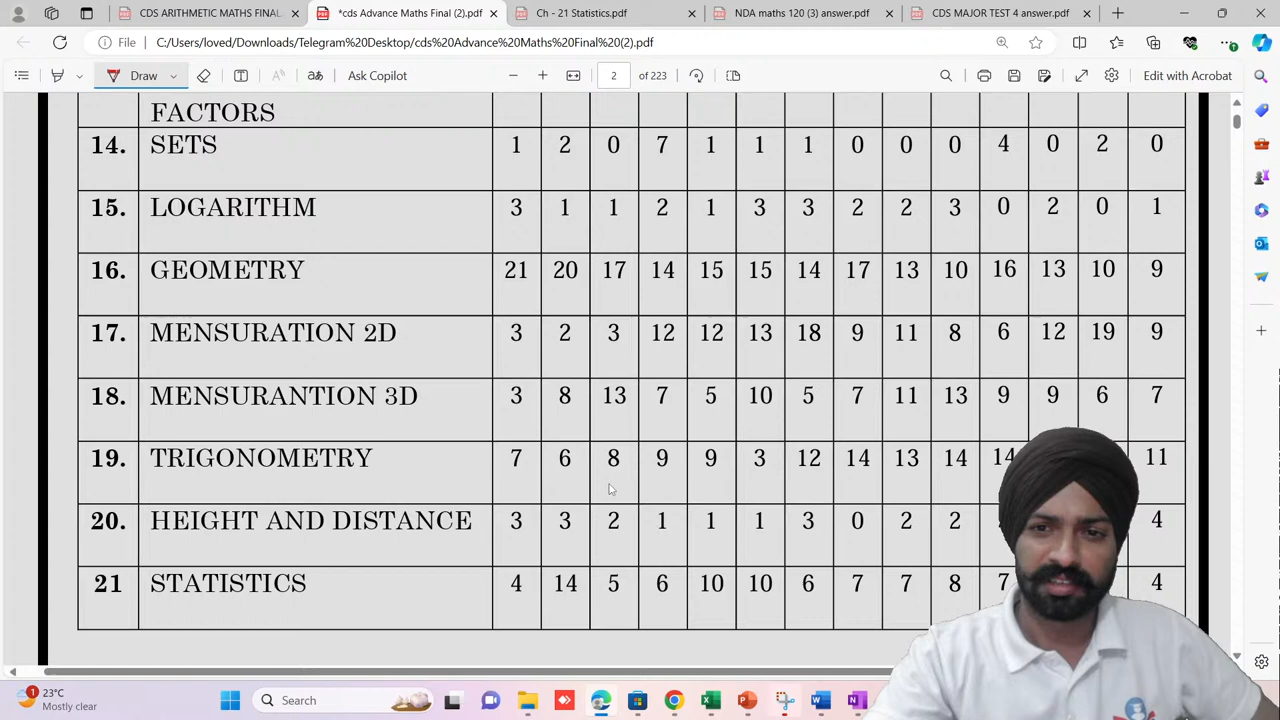 CDS ARITHMETIC MATHS FINAL.
*cds Advance Maths Final (2).pdf
Ch - 21 Statistics.pdf
NDA maths 120 (3) answer.pdf
CDS MAJOR TEST 4 answer.pdf
File C:/Users/loved/Downloads/Telegram%20Desktop/cds%20Advance%20Maths%20Final%20(2).pdf
Draw Ask Copilot 2 of 223 Edit with Acrobat
FACTORS
14. SETS 1 2 0 7 1 1 1 0 0 0 4 0 2 0
15. LOGARITHM 3 1 1 2 1 3 3 2 2 3 0 2 0 1
16. GEOMETRY 21 20 17 14 15 15 14 17 13 10 16 13 10 9
17. MENSURATION 2D 3 2 3 12 12 13 18 9 11 8 6 12 19 9
18. MENSURANTION 3D 3 8 13 7 5 10 5 7 11 13 9 9 6 7
19. TRIGONOMETRY 7 6 8 9 9 3 12 14 13 14 14 11
20. HEIGHT AND DISTANCE 3 3 2 1 1 1 3 0 2 2 4
21 STATISTICS 4 14 5 6 10 10 6 7 7 8 7 4
1 23°C
Mostly clear
Search